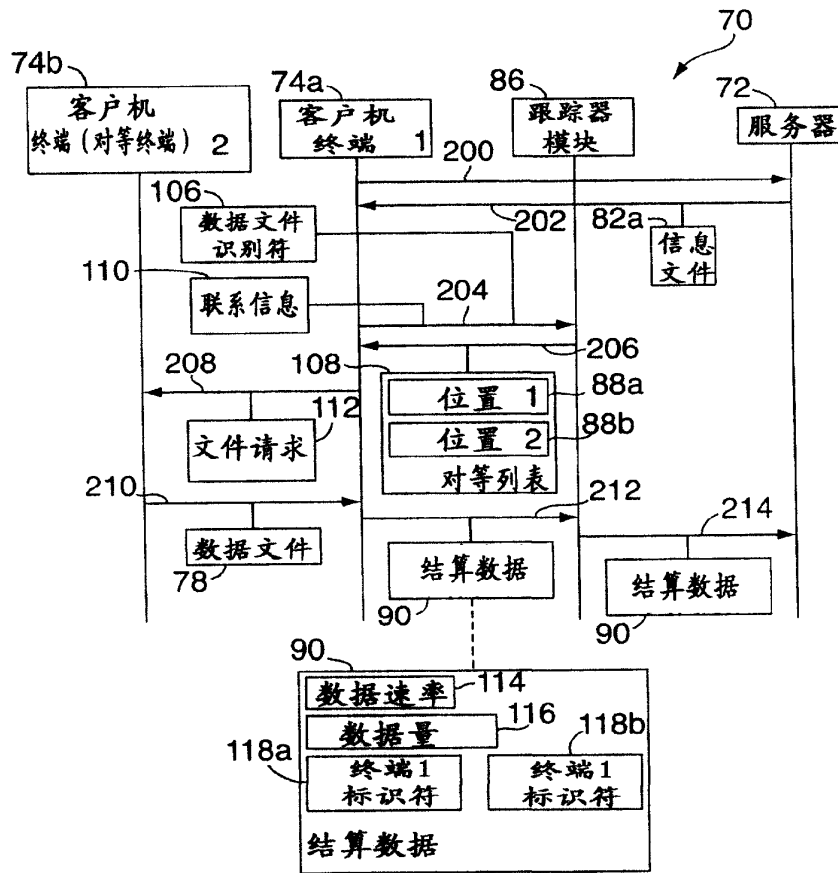 70
74b
74a
86
72
客户机
终端(对等终端) 2
客户机
终端 1
跟踪器
模块
服务器
200
202
82a
信息
文件
106
数据文件
识别符
110
联系信息
204
206
108
208
位置 1
88a
位置 2
88b
对等列表
112
文件请求
210
212
214
数据文件
78
结算数据
90
结算数据
90
90
数据速率
114
数据量
116
118a
118b
终端1
标识符
终端1
标识符
结算数据